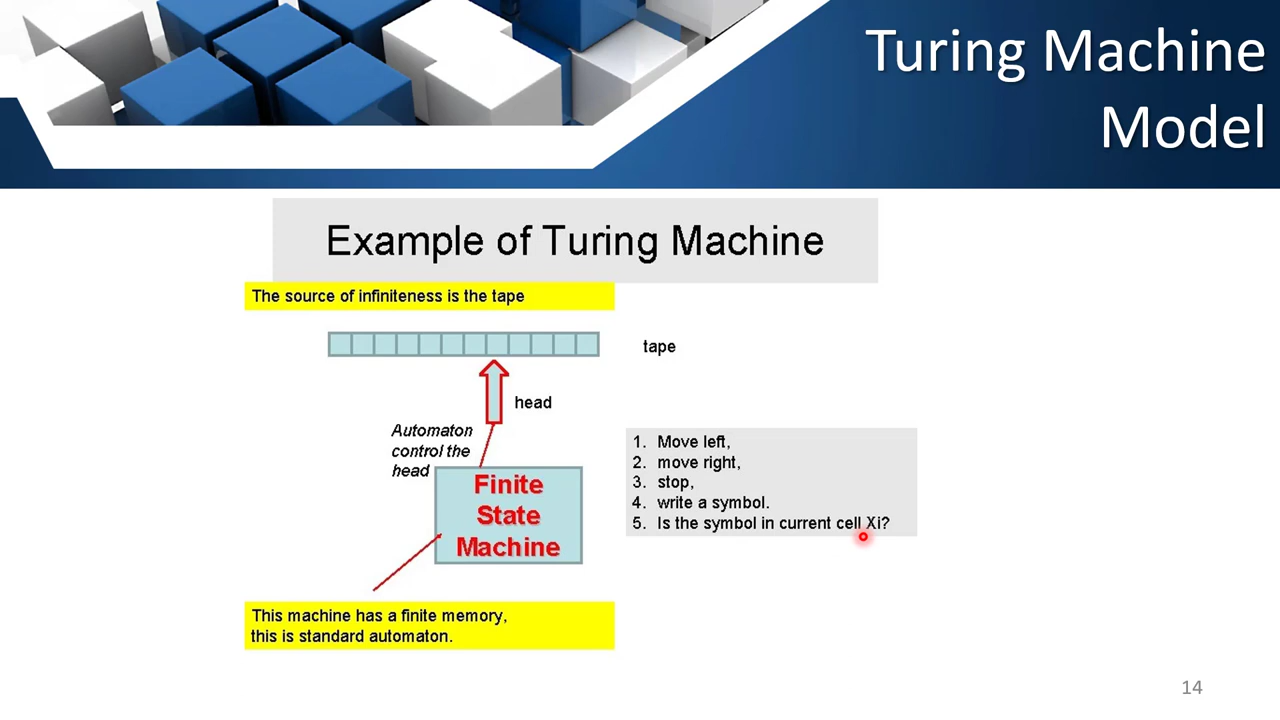 Turing Machine
Model
Example of Turing Machine
The source of infiniteness is the tape
tape
head
Automaton
control the
head
Finite
State
Machine
1. Move left,
2. move right,
3. stop,
4. write a symbol.
5. Is the symbol in current cell Xi?
This machine has a finite memory,
this is standard automaton.
14